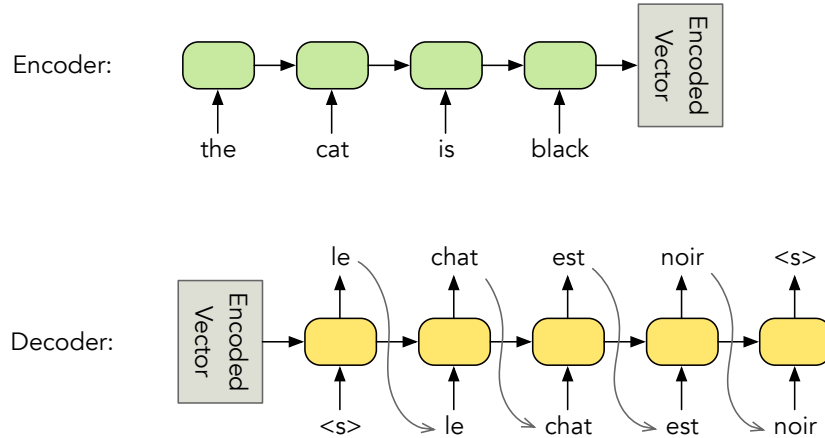 Encoder:
Encoded
Vector
the cat is black
le chat est noir <s>
Encoded
Vector
Decoder:
<s> le chat est noir